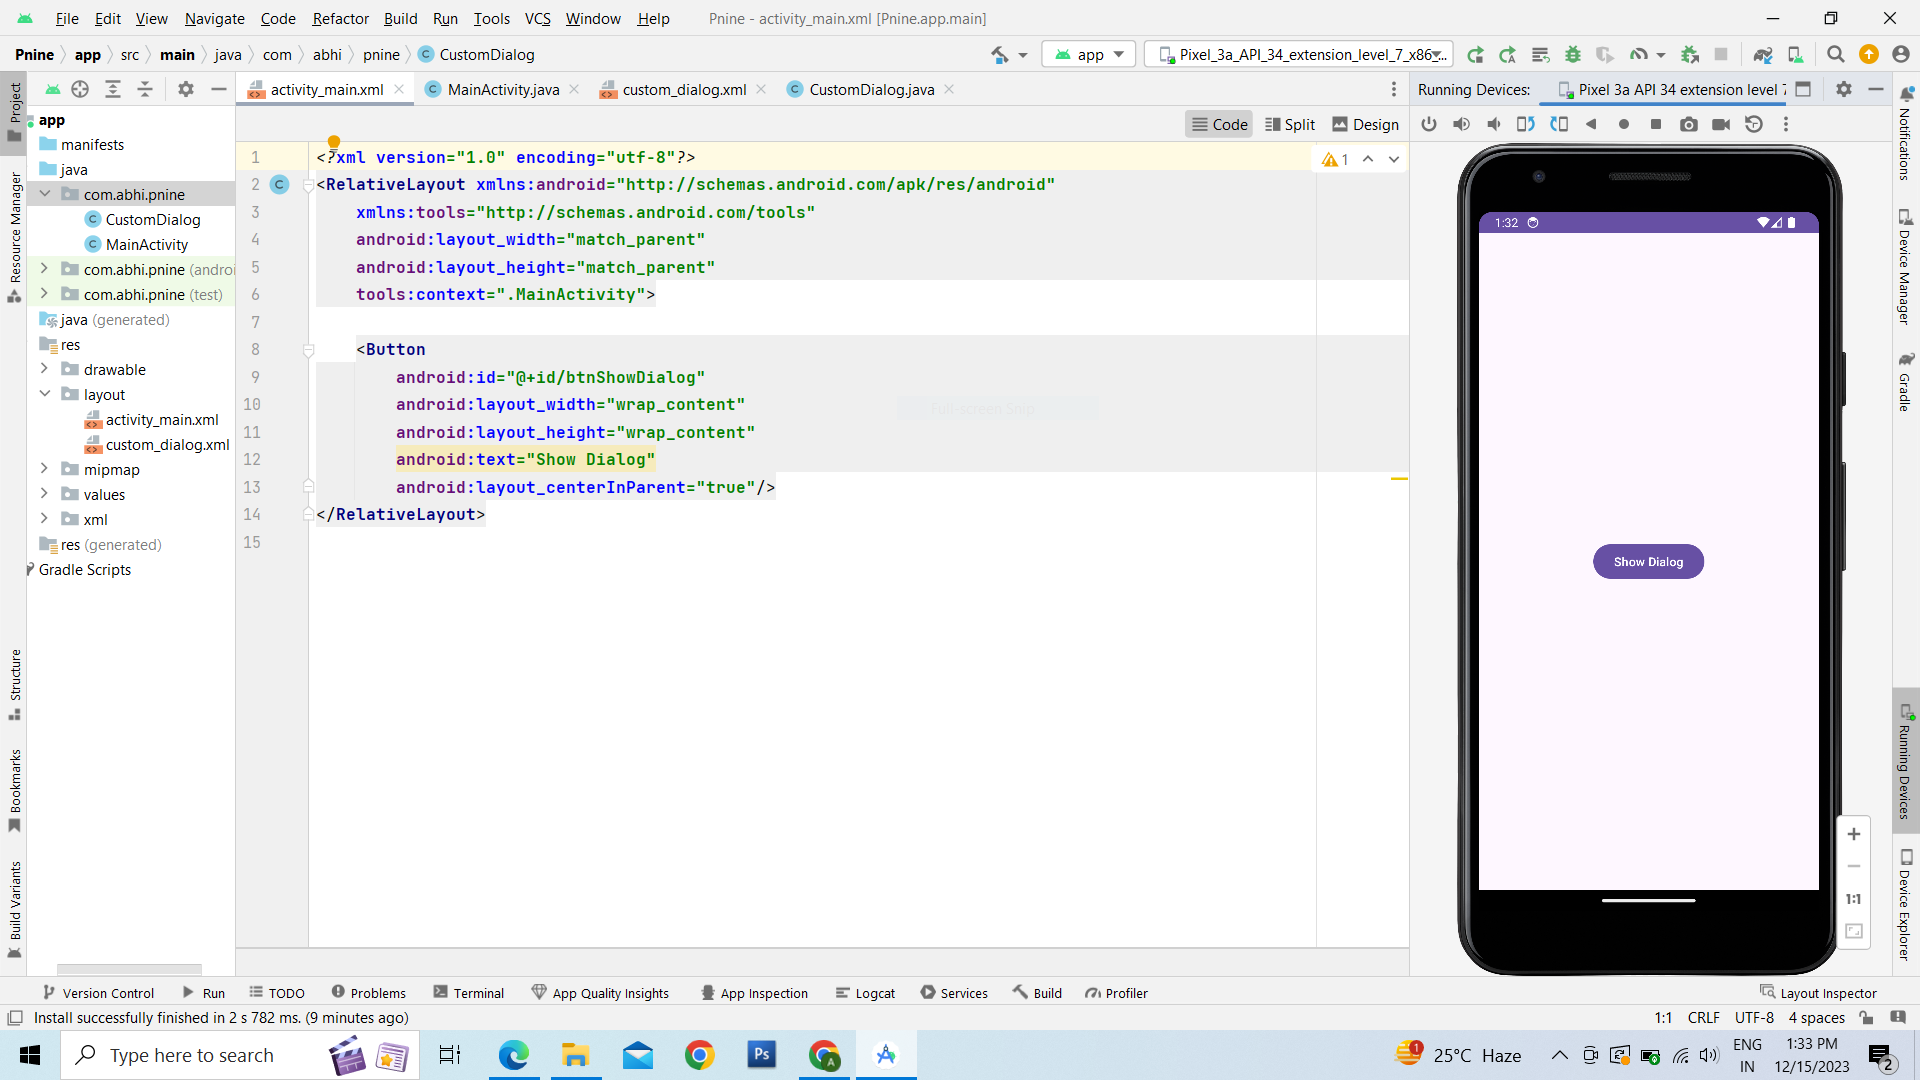 File Edit View Navigate Code Refactor Build Run Tools VCS Window Help Pnine - activity_main.xml [Pnine.app.main]
Pnine app src main java com abhi pnine CustomDialog app Pixel_3a_API_34_extension_level_7_x86_...
activity_main.xml MainActivity.java custom_dialog.xml CustomDialog.java Running Devices: Pixel 3a API 34 extension level 7
Code Split Design
Project
Resource Manager
Structure
Bookmarks
Build Variants
app
manifests
java
com.abhi.pnine
CustomDialog
MainActivity
com.abhi.pnine (androi
com.abhi.pnine (test)
java (generated)
res
drawable
layout
activity_main.xml
custom_dialog.xml
mipmap
values
xml
res (generated)
Gradle Scripts
1 <?xml version="1.0" encoding="utf-8"?>
2 <RelativeLayout xmlns:android="http://schemas.android.com/apk/res/android"
3 xmlns:tools="http://schemas.android.com/tools"
4 android:layout_width="match_parent"
5 android:layout_height="match_parent"
6 tools:context=".MainActivity">
7
8 <Button
9 android:id="@+id/btnShowDialog"
10 android:layout_width="wrap_content"
11 android:layout_height="wrap_content"
12 android:text="Show Dialog"
13 android:layout_centerInParent="true"/>
14 </RelativeLayout>
15
1
Full-screen Snip
1:32
Show Dialog
1:1
Notifications
Device Manager
Gradle
Running Devices
Device Explorer
Version Control Run TODO Problems Terminal App Quality Insights App Inspection Logcat Services Build Profiler Layout Inspector
Install successfully finished in 2 s 782 ms. (9 minutes ago) 1:1 CRLF UTF-8 4 spaces
Type here to search Ps A 1 25°C Haze ENG IN 1:33 PM 12/15/2023 2